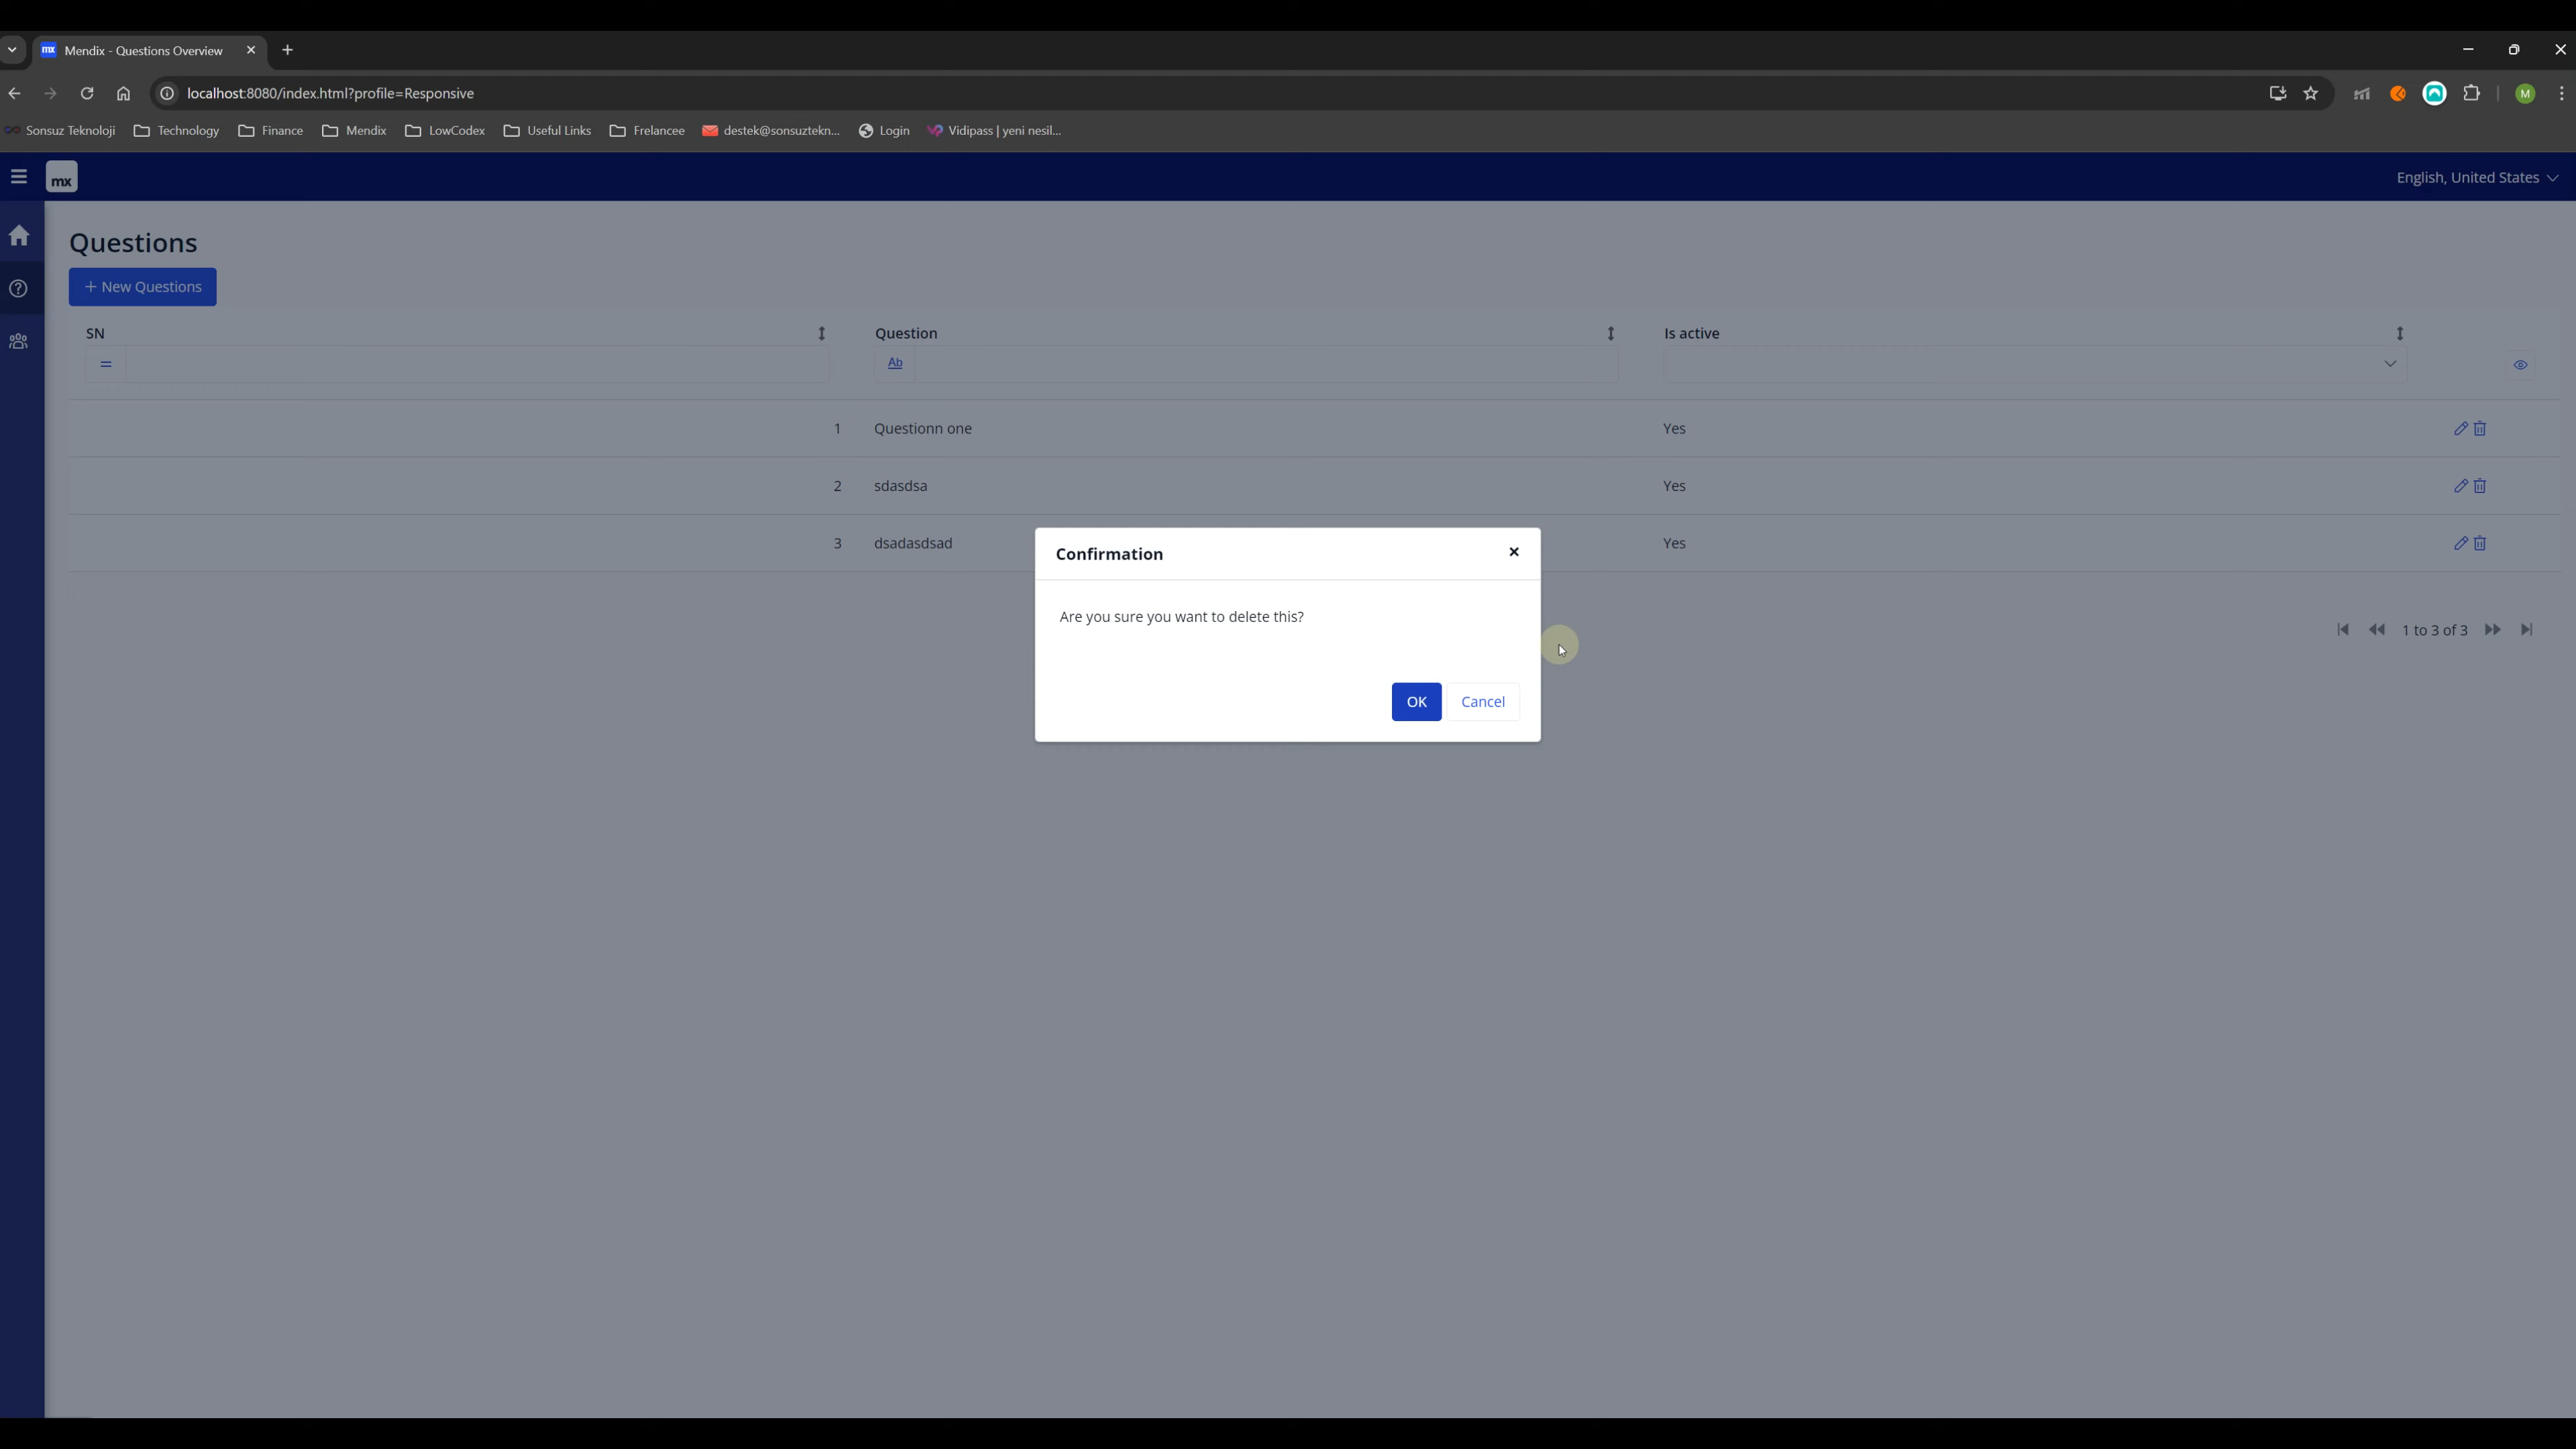 Mendix - Questions Overview
localhost:8080/index.html?profile=Responsive
M
Sonsuz Teknoloji Technology Finance Mendix LowCodex Useful Links Frelancee destek@sonsuztekn... Login Vidipass | yeni nesil...
mx
English, United States
Questions
+ New Questions
SN Question Is active
= Ab
1 Questionn one Yes
2 sdasdsa Yes
3 dsadasdsad Yes
Confirmation
Are you sure you want to delete this?
OK Cancel
1 to 3 of 3